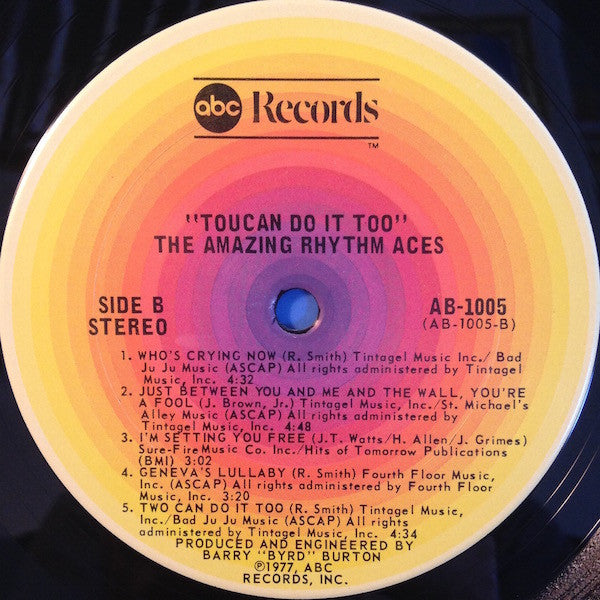 abc Records
TM
"TOUCAN DO IT TOO"
THE AMAZING RHYTHM ACES
SIDE B
STEREO
AB-1005
(AB-1005-B)
1. WHO'S CRYING NOW (R. Smith) Tintagel Music Inc./ Bad
Ju Ju Music (ASCAP) All rights administered by Tintagel
Music, Inc. 4:32
2. JUST BETWEEN YOU AND ME AND THE WALL, YOU'RE
A FOOL (J. Brown, Jr.) Tintagel Music, Inc./St. Michael's
Alley Music (ASCAP) All rights administered by
Tintagel Music, Inc. 4:48
3. I'M SETTING YOU FREE (J.T. Watts/H. Allen/J. Grimes)
Sure-Fire Music Co. Inc./Hits of Tomorrow Publications
(BMI) 3:02
4. GENEVA'S LULLABY (R. Smith) Fourth Floor Music,
Inc. (ASCAP) All rights administered by Fourth Floor
Music, Inc. 3:20
5. TWO CAN DO IT TOO (R. Smith) Tintagel Music,
Inc./Bad Ju Ju Music (ASCAP) All rights
administered by Tintagel Music, Inc. 4:34
PRODUCED AND ENGINEERED BY
BARRY "BYRD" BURTON
℗1977, ABC
RECORDS, INC.